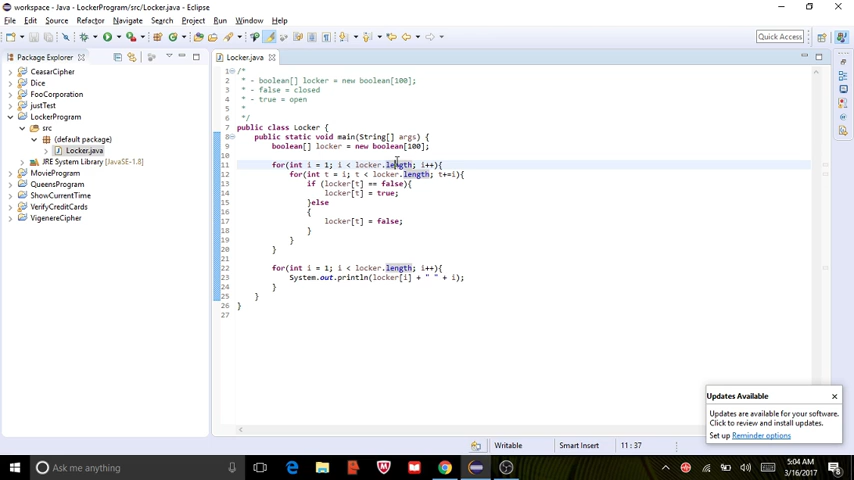 workspace - Java - LockerProgram/src/Locker.java - Eclipse
File Edit Source Refactor Navigate Search Project Run Window Help
Quick Access
Package Explorer
CeasarCipher
Dice
FooCorporation
justTest
LockerProgram
src
(default package)
Locker.java
JRE System Library [JavaSE-1.8]
MovieProgram
QueensProgram
ShowCurrentTime
VerifyCreditCards
VigenereCipher
Locker.java
1 /*
2 * - boolean[] locker = new boolean[100];
3 * - false = closed
4 * - true = open
5 *
6 */
7 public class Locker {
8 public static void main(String[] args) {
9 boolean[] locker = new boolean[100];
10
11 for(int i = 1; i < locker.length; i++){
12 for(int t = i; t < locker.length; t+=i){
13 if (locker[t] == false){
14 locker[t] = true;
15 }else
16 {
17 locker[t] = false;
18 }
19 }
20 }
21
22 for(int i = 1; i < locker.length; i++){
23 System.out.println(locker[i] + " " + i);
24 }
25 }
26 }
27
Updates Available
Updates are available for your software.
Click to review and install updates.
Set up Reminder options
Writable Smart Insert 11 : 37
Ask me anything
5:04 AM
3/16/2017